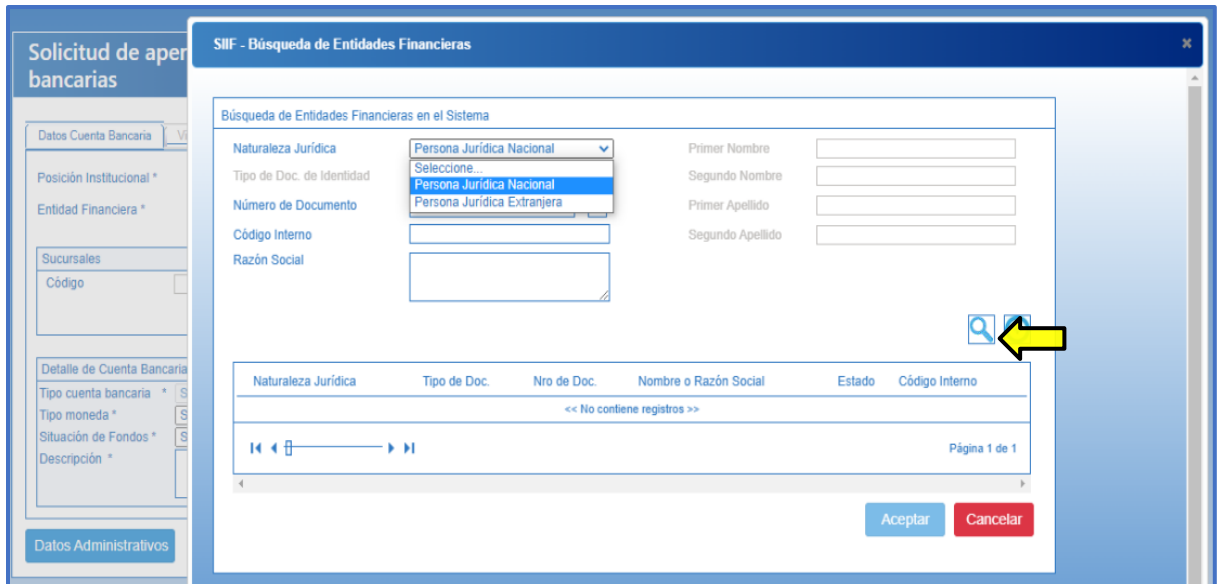 Solicitud de aper
bancarias
Datos Cuenta Bancaria
Posición Institucional *
Entidad Financiera *
Sucursales
Código
Detalle de Cuenta Bancaria
Tipo cuenta bancaria * S
Tipo moneda * S
Situación de Fondos * S
Descripción *
Datos Administrativos
SIIF - Búsqueda de Entidades Financieras
Búsqueda de Entidades Financieras en el Sistema
Naturaleza Jurídica Persona Jurídica Nacional Primer Nombre
Seleccione...
Tipo de Doc. de Identidad Persona Jurídica Nacional Segundo Nombre
Número de Documento Persona Jurídica Extranjera Primer Apellido
Código Interno Segundo Apellido
Razón Social
Naturaleza Jurídica Tipo de Doc. Nro de Doc. Nombre o Razón Social Estado Código Interno
<< No contiene registros >>
Página 1 de 1
Aceptar Cancelar